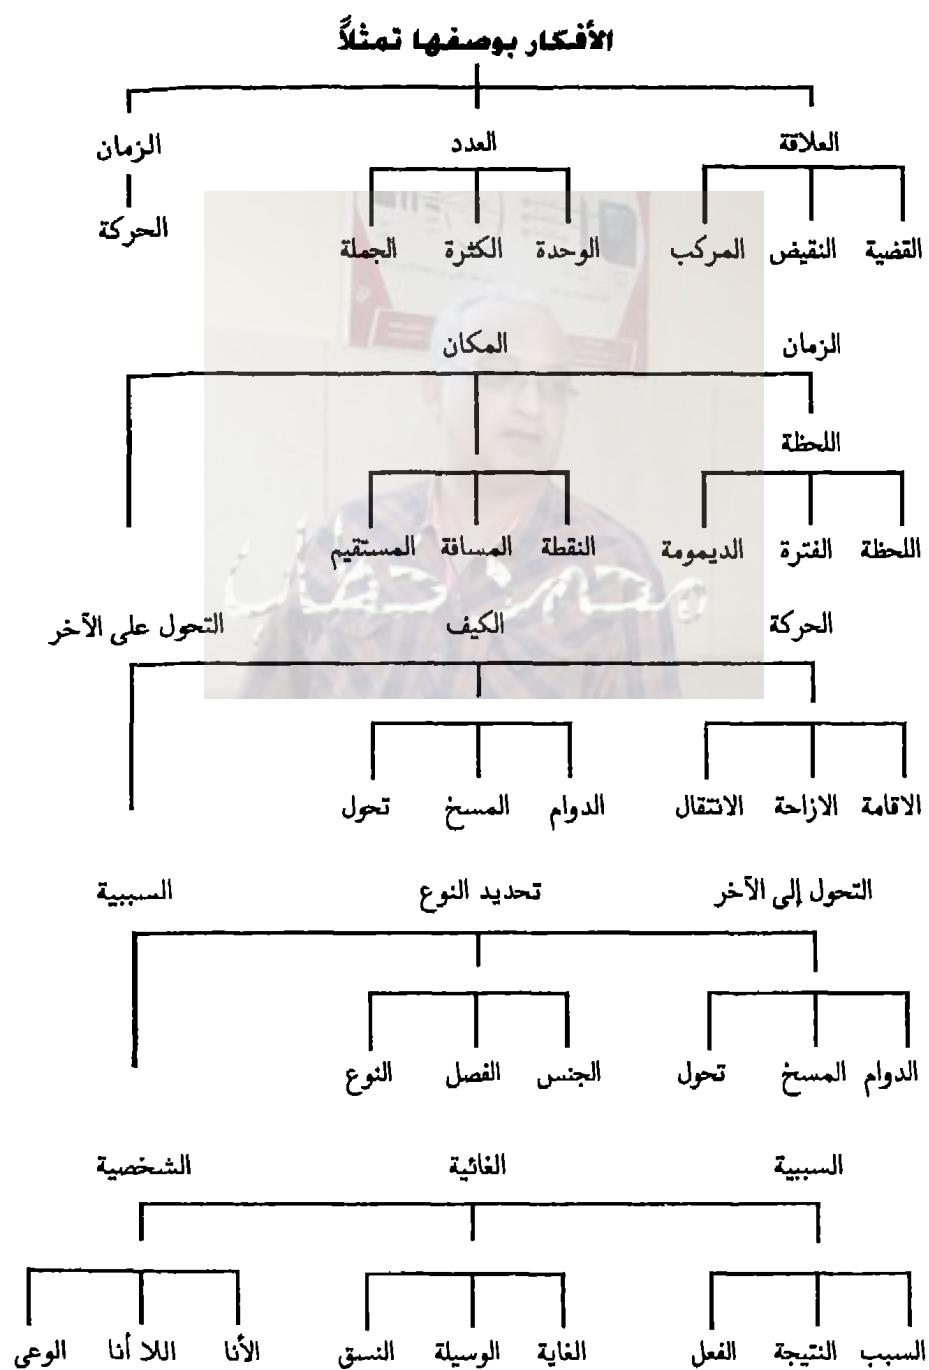 الأفكار بوصفها تمثلاً
العلاقة العدد الزمان
الحركة
القضية النقيض المركب الوحدة الكثرة الجملة
الزمان المكان
اللحظة
اللحظة الفترة الديمومة النقطة المسافة المستقيم
محمد حطاب
الحركة الكيف التحول على الآخر
الاقامة الازاحة الانتقال الدوام المسخ تحول
التحول إلى الآخر تحديد النوع السببية
الدوام المسخ تحول الجنس الفصل النوع
السببية الغائية الشخصية
السبب النتيجة الفعل الغاية الوسيلة النسق الأنا اللا أنا الوعى